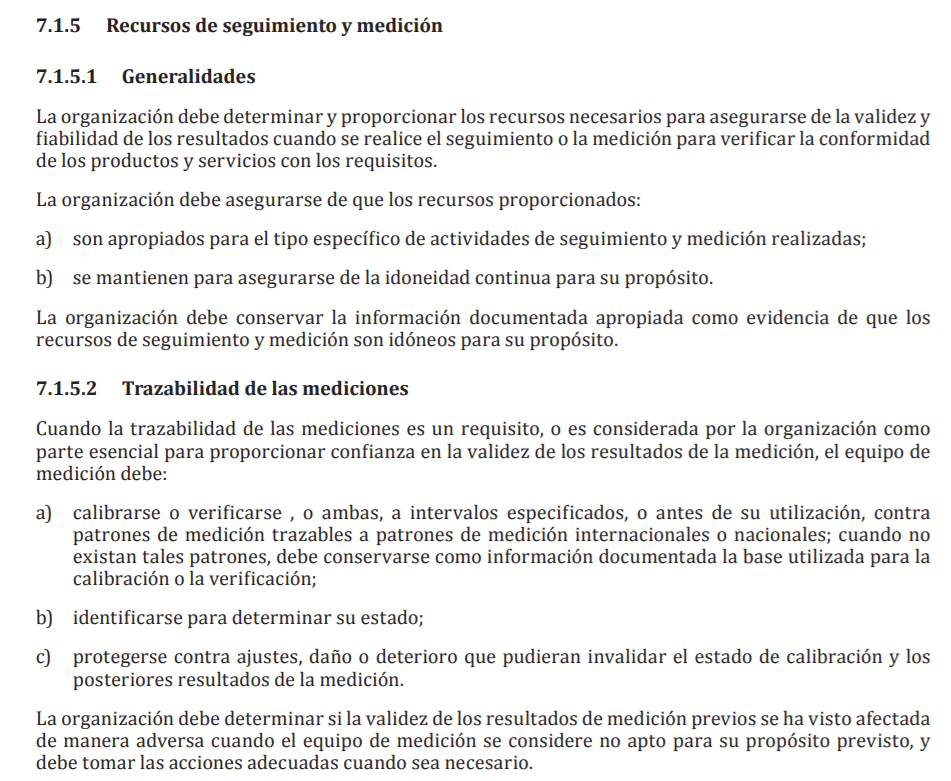 7.1.5 Recursos de seguimiento y medición
7.1.5.1 Generalidades
La organización debe determinar y proporcionar los recursos necesarios para asegurarse de la validez y
fiabilidad de los resultados cuando se realice el seguimiento o la medición para verificar la conformidad
de los productos y servicios con los requisitos.
La organización debe asegurarse de que los recursos proporcionados:
a) son apropiados para el tipo específico de actividades de seguimiento y medición realizadas;
b) se mantienen para asegurarse de la idoneidad continua para su propósito.
La organización debe conservar la información documentada apropiada como evidencia de que los
recursos de seguimiento y medición son idóneos para su propósito.
7.1.5.2 Trazabilidad de las mediciones
Cuando la trazabilidad de las mediciones es un requisito, o es considerada por la organización como
parte esencial para proporcionar confianza en la validez de los resultados de la medición, el equipo de
medición debe:
a) calibrarse o verificarse , o ambas, a intervalos especificados, o antes de su utilización, contra
patrones de medición trazables a patrones de medición internacionales o nacionales; cuando no
existan tales patrones, debe conservarse como información documentada la base utilizada para la
calibración o la verificación;
b) identificarse para determinar su estado;
c) protegerse contra ajustes, daño o deterioro que pudieran invalidar el estado de calibración y los
posteriores resultados de la medición.
La organización debe determinar si la validez de los resultados de medición previos se ha visto afectada
de manera adversa cuando el equipo de medición se considere no apto para su propósito previsto, y
debe tomar las acciones adecuadas cuando sea necesario.